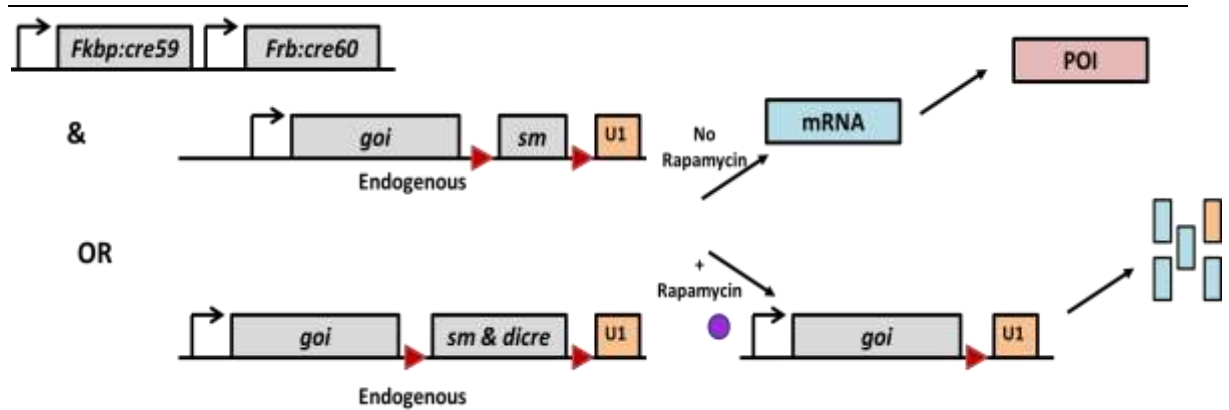 Fkbp:cre59
Frb:cre60
POI
&
goi
sm
U1
No
Rapamycin
mRNA
Endogenous
OR
+
Rapamycin
goi
sm & dicre
U1
goi
U1
Endogenous